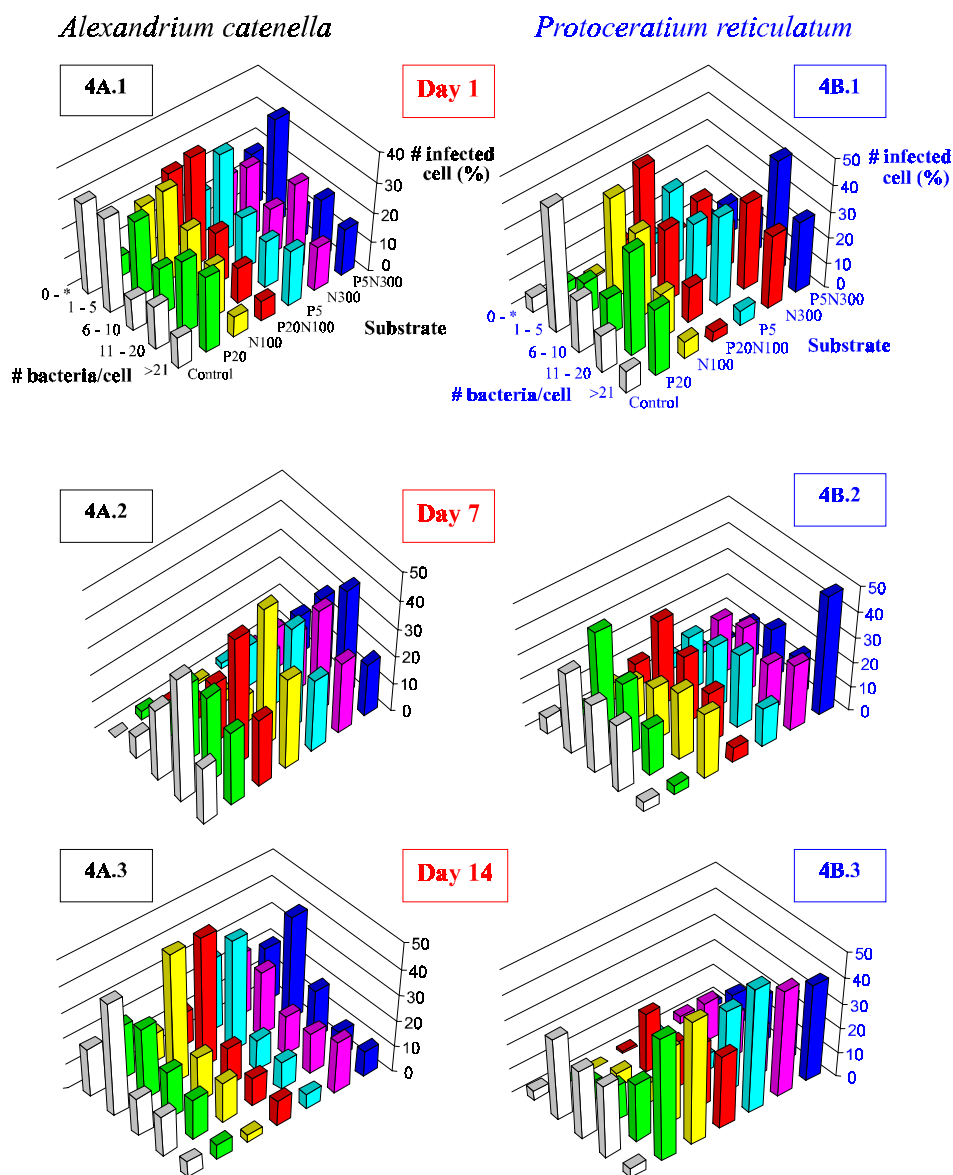 Alexandrium catenella
Protoceratium reticulatum
4A.1
Day 1
4B.1
# infected
cell (%)
40
30
20
10
0
0 - *
1 - 5
6 - 10
11 - 20
>21
# bacteria/cell
Control
P20
N100
P20N100
P5
N300
P5N300
Substrate
# infected
cell (%)
50
40
30
20
10
0
0 - *
1 - 5
6 - 10
11 - 20
>21
# bacteria/cell
Control
P20
N100
P20N100
P5
N300
P5N300
Substrate
4A.2
Day 7
4B.2
50
40
30
20
10
0
50
40
30
20
10
0
4A.3
Day 14
4B.3
50
40
30
20
10
0
50
40
30
20
10
0